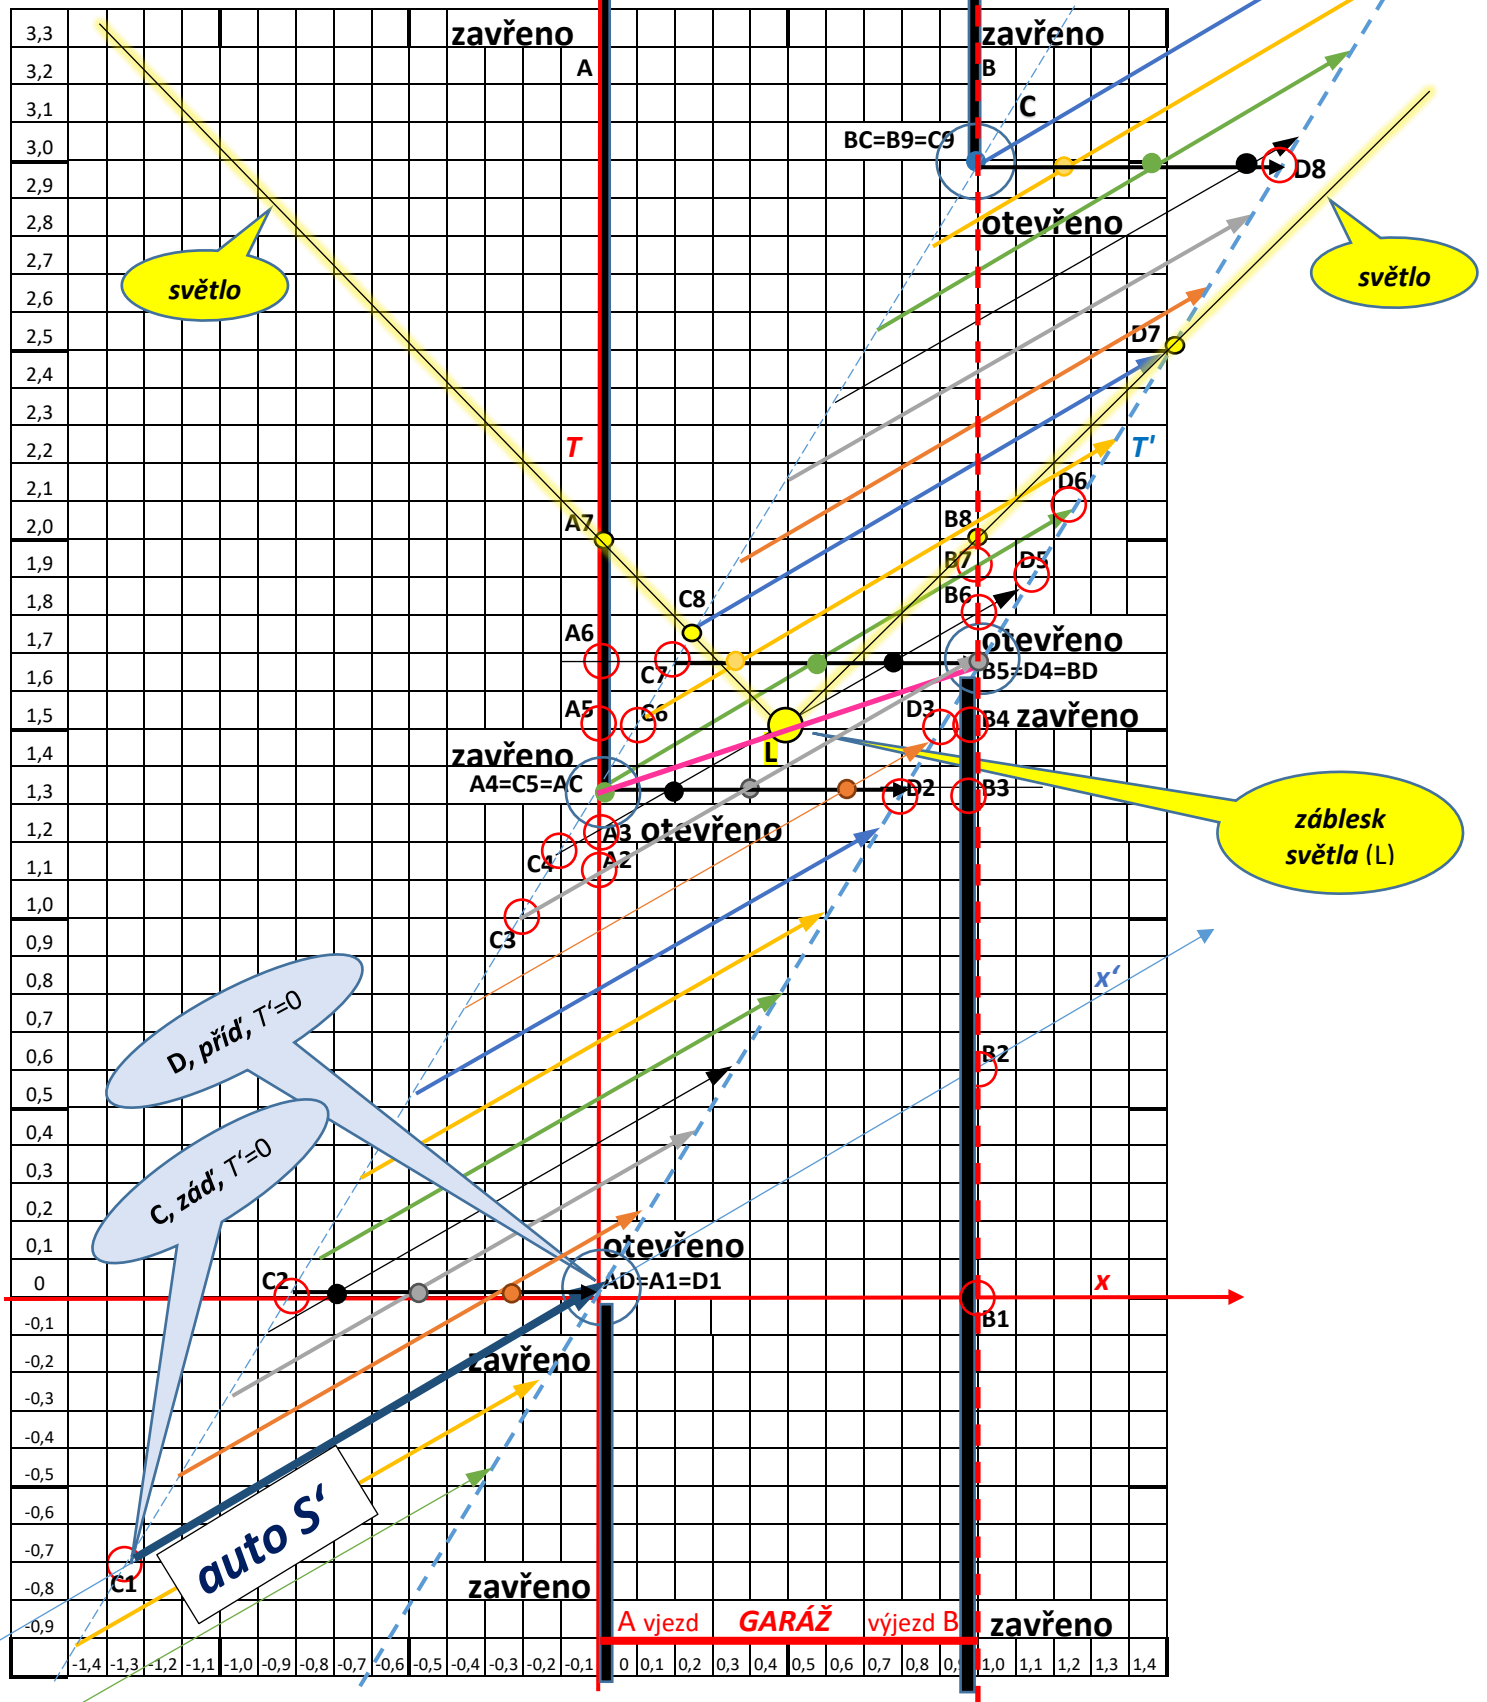 3,3
zavřeno
zavřeno
3,2
A
B
3,1
C
3,0
BC=B9=C9
2,9
D8
2,8
otevřeno
2,7
světlo
světlo
2,6
2,5
D7
2,4
2,3
2,2
T
T'
2,1
D6
2,0
A7
B8
1,9
B7
D5
1,8
C8
B6
1,7
A6
otevřeno
1,6
C7
B5=D4=BD
1,5
A5
C6
D3
B4
zavřeno
1,4
zavřeno
L
1,3
A4=C5=AC
D2
B3
1,2
A3
otevřeno
záblesk
světla (L)
1,1
C4
A2
1,0
0,9
C3
0,8
x‘
0,7
D, příď, T‘=0
0,6
B2
0,5
0,4
0,3
C, záď, T‘=0
0,2
0,1
otevřeno
0
C2
AD=A1=D1
x
-0,1
B1
-0,2
zavřeno
-0,3
-0,4
-0,5
auto S‘
-0,6
-0,7
C1
-0,8
zavřeno
-0,9
A vjezd
GARÁŽ
výjezd B
zavřeno
-1,4 -1,3 -1,2 -1,1 -1,0 -0,9 -0,8 -0,7 -0,6 -0,5 -0,4 -0,3 -0,2 -0,1 0 0,1 0,2 0,3 0,4 0,5 0,6 0,7 0,8 0,9 1,0 1,1 1,2 1,3 1,4